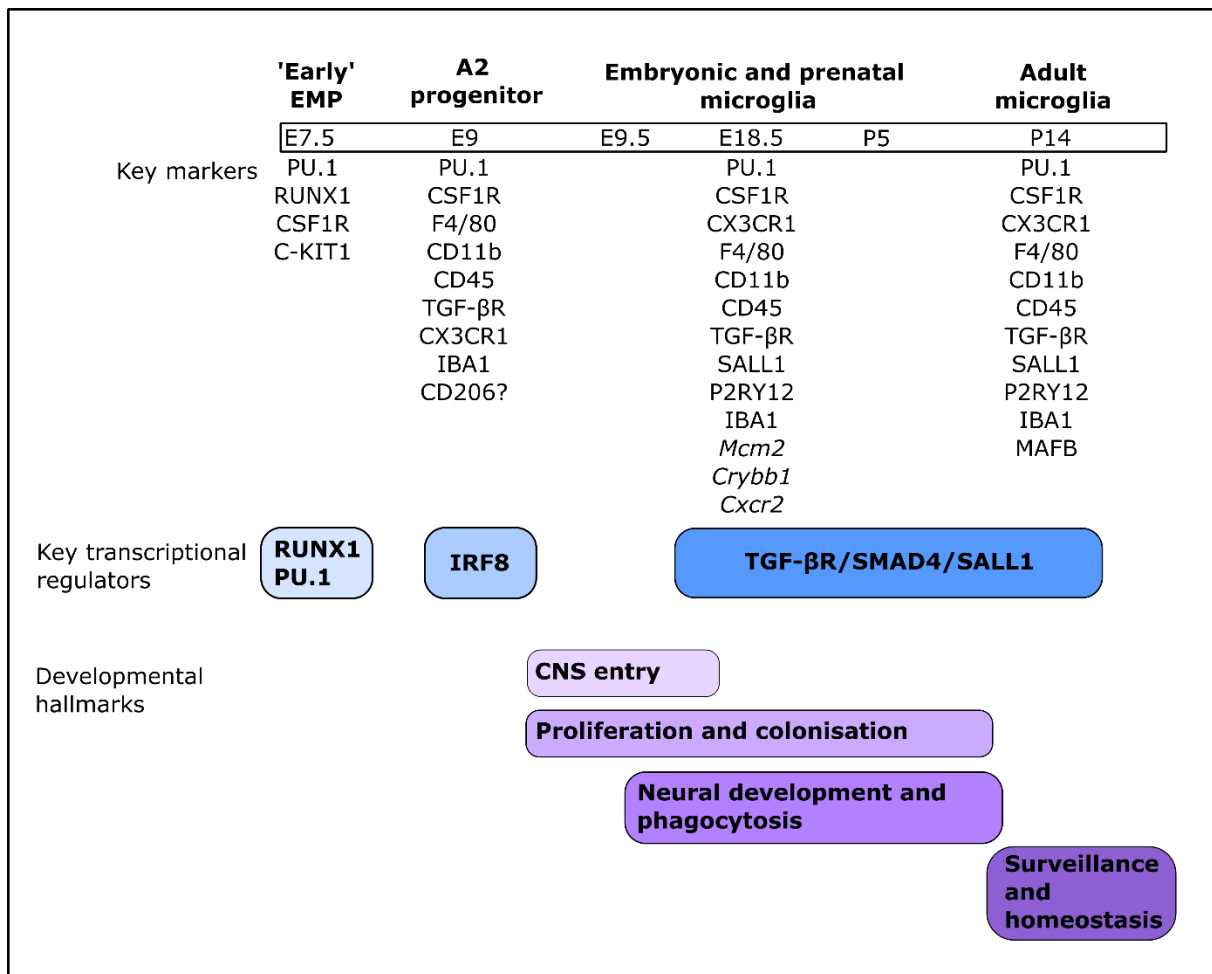 'Early'
EMP
A2
progenitor
Embryonic and prenatal
microglia
Adult
microglia
E7.5 E9 E9.5 E18.5 P5 P14
Key markers
PU.1
RUNX1
CSF1R
C-KIT1
PU.1
CSF1R
F4/80
CD11b
CD45
TGF-βR
CX3CR1
IBA1
CD206?
PU.1
CSF1R
CX3CR1
F4/80
CD11b
CD45
TGF-βR
SALL1
P2RY12
IBA1
Mcm2
Crybb1
Cxcr2
PU.1
CSF1R
CX3CR1
F4/80
CD11b
CD45
TGF-βR
SALL1
P2RY12
IBA1
MAFB
Key transcriptional
regulators
RUNX1
PU.1
IRF8
TGF-βR/SMAD4/SALL1
Developmental
hallmarks
CNS entry
Proliferation and colonisation
Neural development and
phagocytosis
Surveillance
and
homeostasis